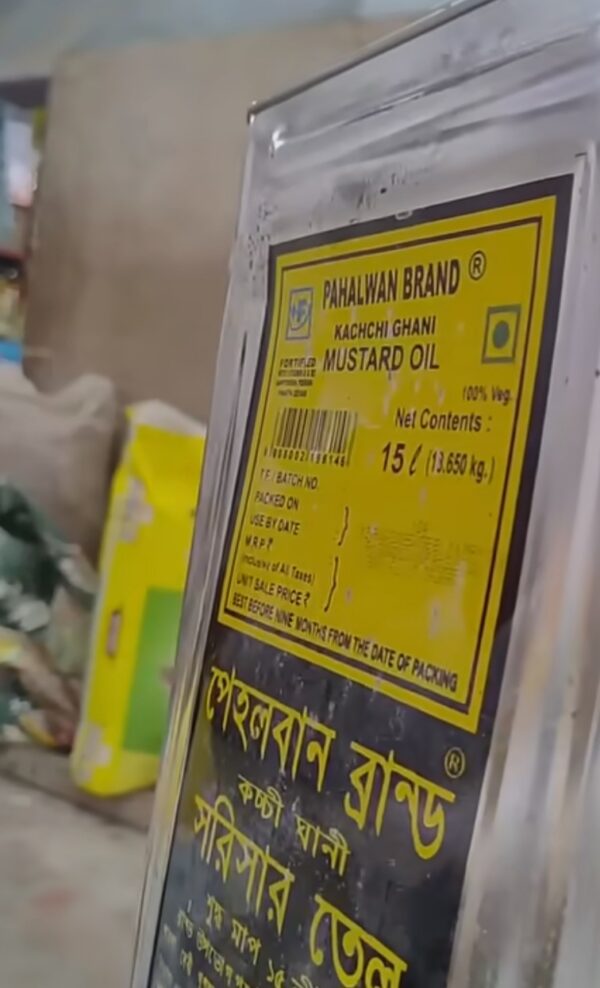 PAHALWAN BRAND ®
KACHCHI GHANI
MUSTARD OIL
FORTIFIED
100% Veg.
Net Contents :
15 ℓ (13.650 kg.)
PACKED ON
USE BY DATE
M.R.P.₹
(Inclusive of All Taxes)
UNIT SALE PRICE ₹
BEST BEFORE NINE MONTHS FROM THE DATE OF PACKING
পেহলবান ব্রান্ড ®
কচ্চী ঘানী
সরিসার তেল
শুদ্ধ মাপ ১৫